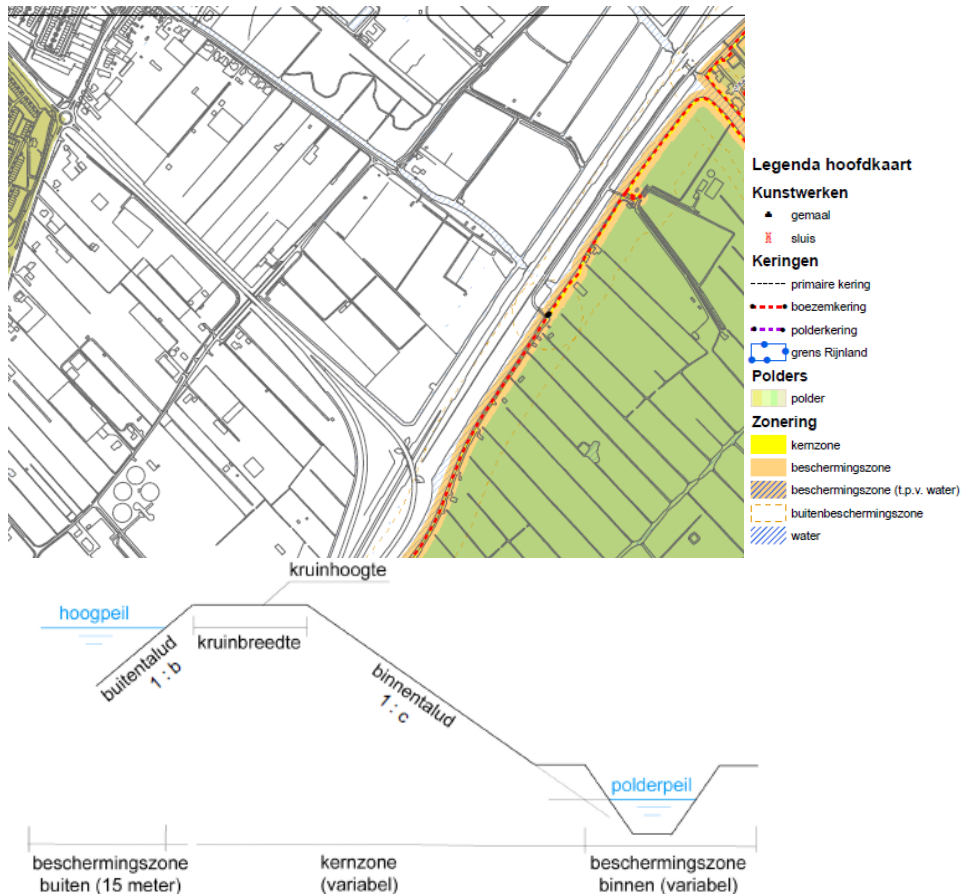 Legenda hoofdkaart
Kunstwerken
gemaal
sluis
Keringen
primaire kering
boezemkering
polderkering
grens Rijnland
Polders
polder
Zonering
kernzone
beschermingszone
beschermingszone (t.p.v. water)
buitenbeschermingszone
water
kruinhoogte
hoogpeil
kruinbreedte
buitentalud
1 : b
binnentalud
1 : c
polderpeil
beschermingszone
buiten (15 meter)
kernzone
(variabel)
beschermingszone
binnen (variabel)